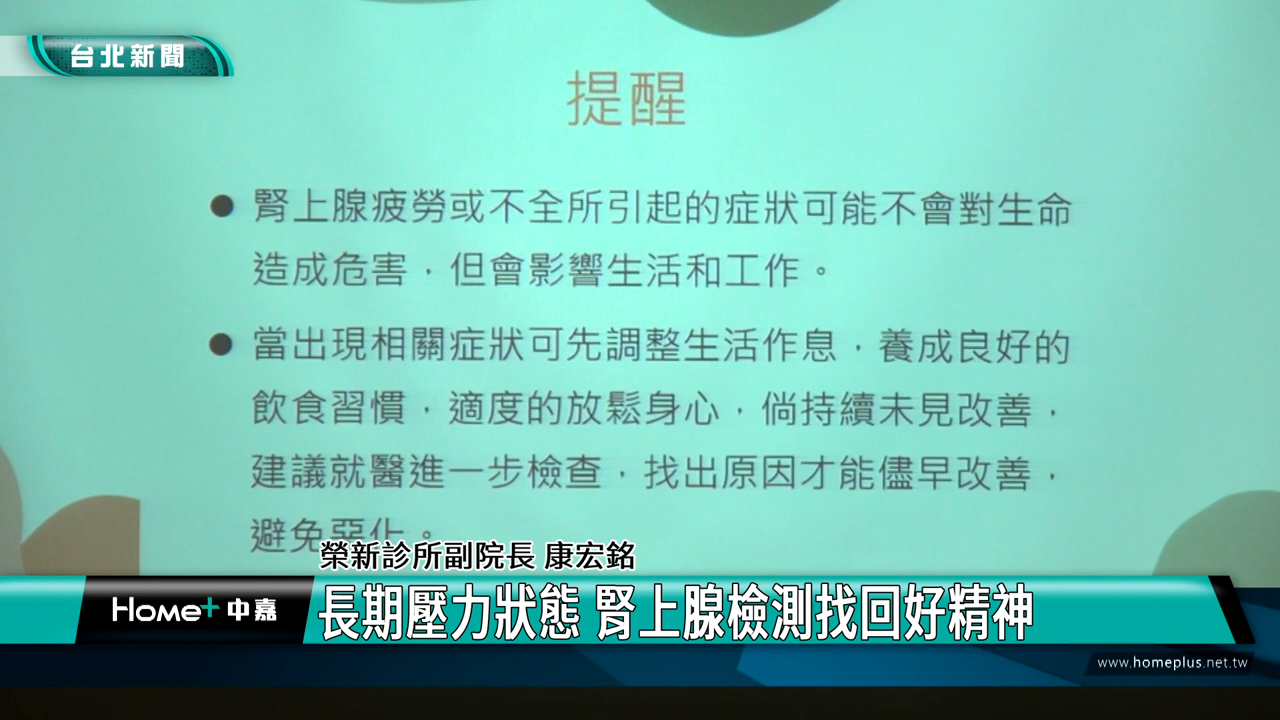 台北新聞
提醒
● 腎上腺疲勞或不全所引起的症狀可能不會對生命
造成危害，但會影響生活和工作。
● 當出現相關症狀可先調整生活作息，養成良好的
飲食習慣，適度的放鬆身心，倘持續未見改善，
建議就醫進一步檢查，找出原因才能儘早改善，
避免惡化。
榮新診所副院長 康宏銘
Home+中嘉
長期壓力狀態 腎上腺檢測找回好精神
www.homeplus.net.tw